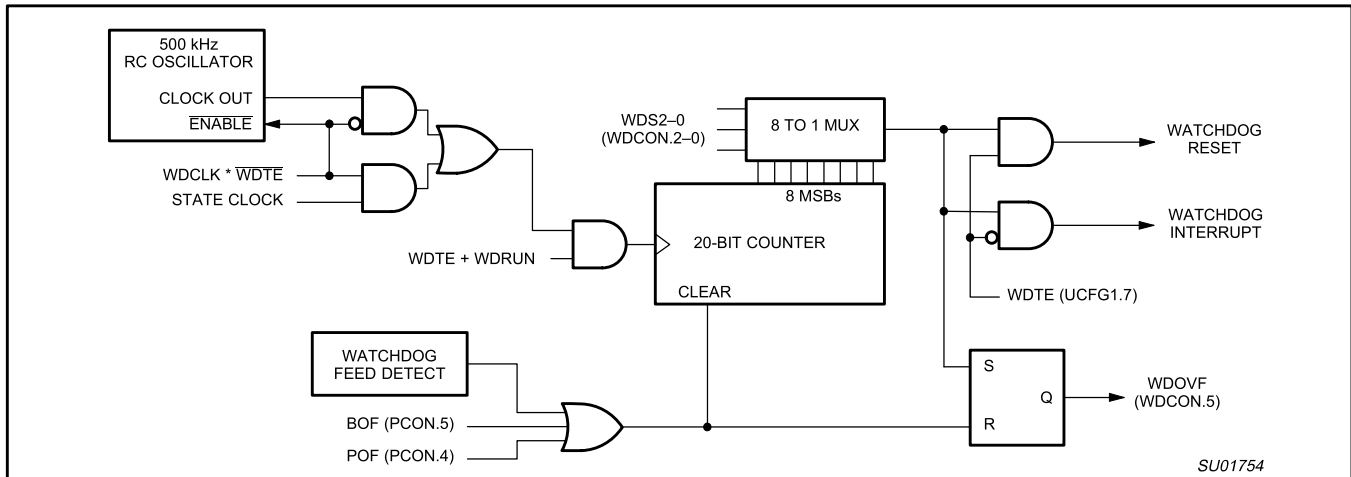 500 kHz
RC OSCILLATOR
CLOCK OUT
ENABLE
WDCLK * WDTE
STATE CLOCK
WDS2–0
(WDCON.2–0)
8 TO 1 MUX
8 MSBs
20-BIT COUNTER
CLEAR
WDTE + WDRUN
WATCHDOG
RESET
WATCHDOG
INTERRUPT
WDTE (UCFG1.7)
WATCHDOG
FEED DETECT
BOF (PCON.5)
POF (PCON.4)
S
Q
R
WDOVF
(WDCON.5)
SU01754